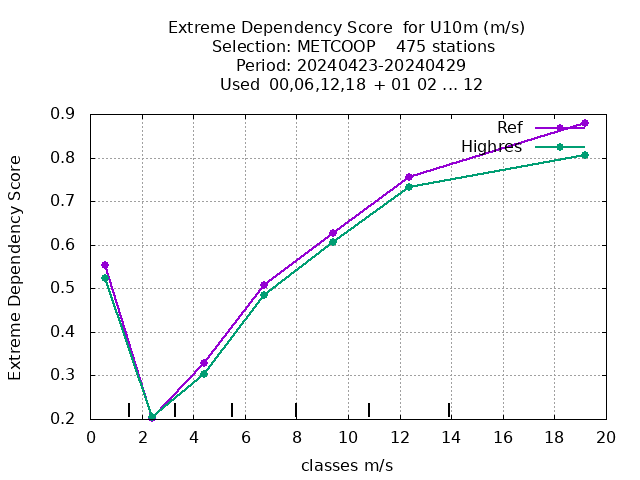 Extreme Dependency Score  for U10m (m/s)
Selection: METCOOP    475 stations
Period: 20240423-20240429
Used  00,06,12,18  + 01 02 ... 12
Extreme Dependency Score
0.9
0.8
0.7
0.6
0.5
0.4
0.3
0.2
Ref
Highres
0 2 4 6 8 10 12 14 16 18 20
classes m/s